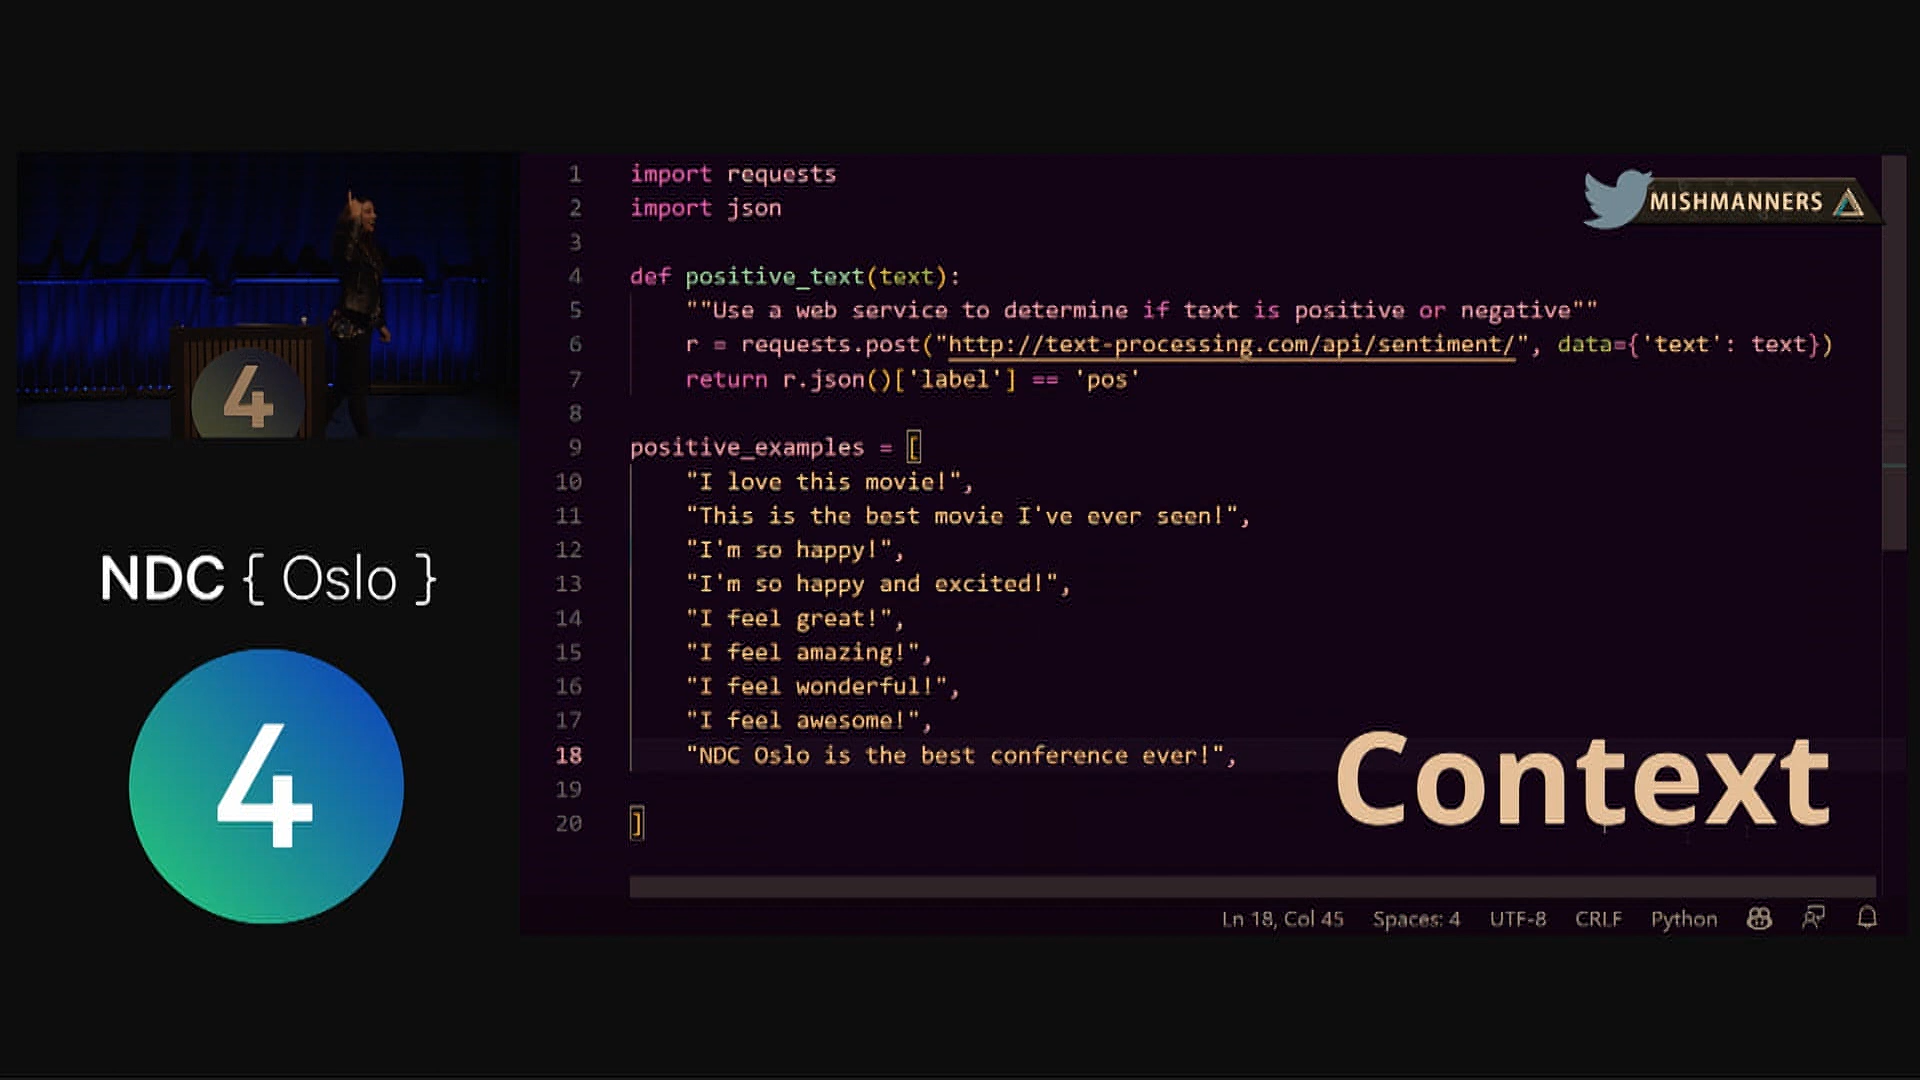 4
NDC { Oslo }
4
MISHMANNERS
1 import requests
2 import json
3
4 def positive_text(text):
5 ""Use a web service to determine if text is positive or negative""
6 r = requests.post("http://text-processing.com/api/sentiment/", data={'text': text})
7 return r.json()['label'] == 'pos'
8
9 positive_examples = [
10 "I love this movie!",
11 "This is the best movie I've ever seen!",
12 "I'm so happy!",
13 "I'm so happy and excited!",
14 "I feel great!",
15 "I feel amazing!",
16 "I feel wonderful!",
17 "I feel awesome!",
18 "NDC Oslo is the best conference ever!",
19
20 ]
Context
Ln 18, Col 45 Spaces: 4 UTF-8 CRLF Python